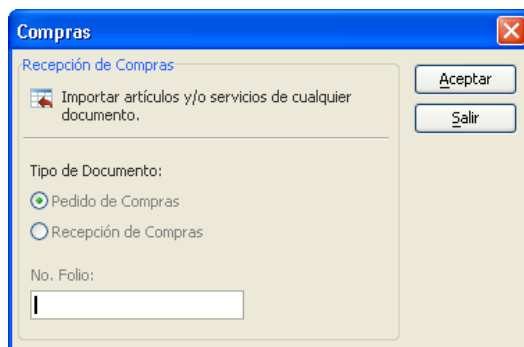 Compras
Recepción de Compras
Importar artículos y/o servicios de cualquier
documento.
Aceptar
Salir
Tipo de Documento:
Pedido de Compras
Recepción de Compras
No. Folio: